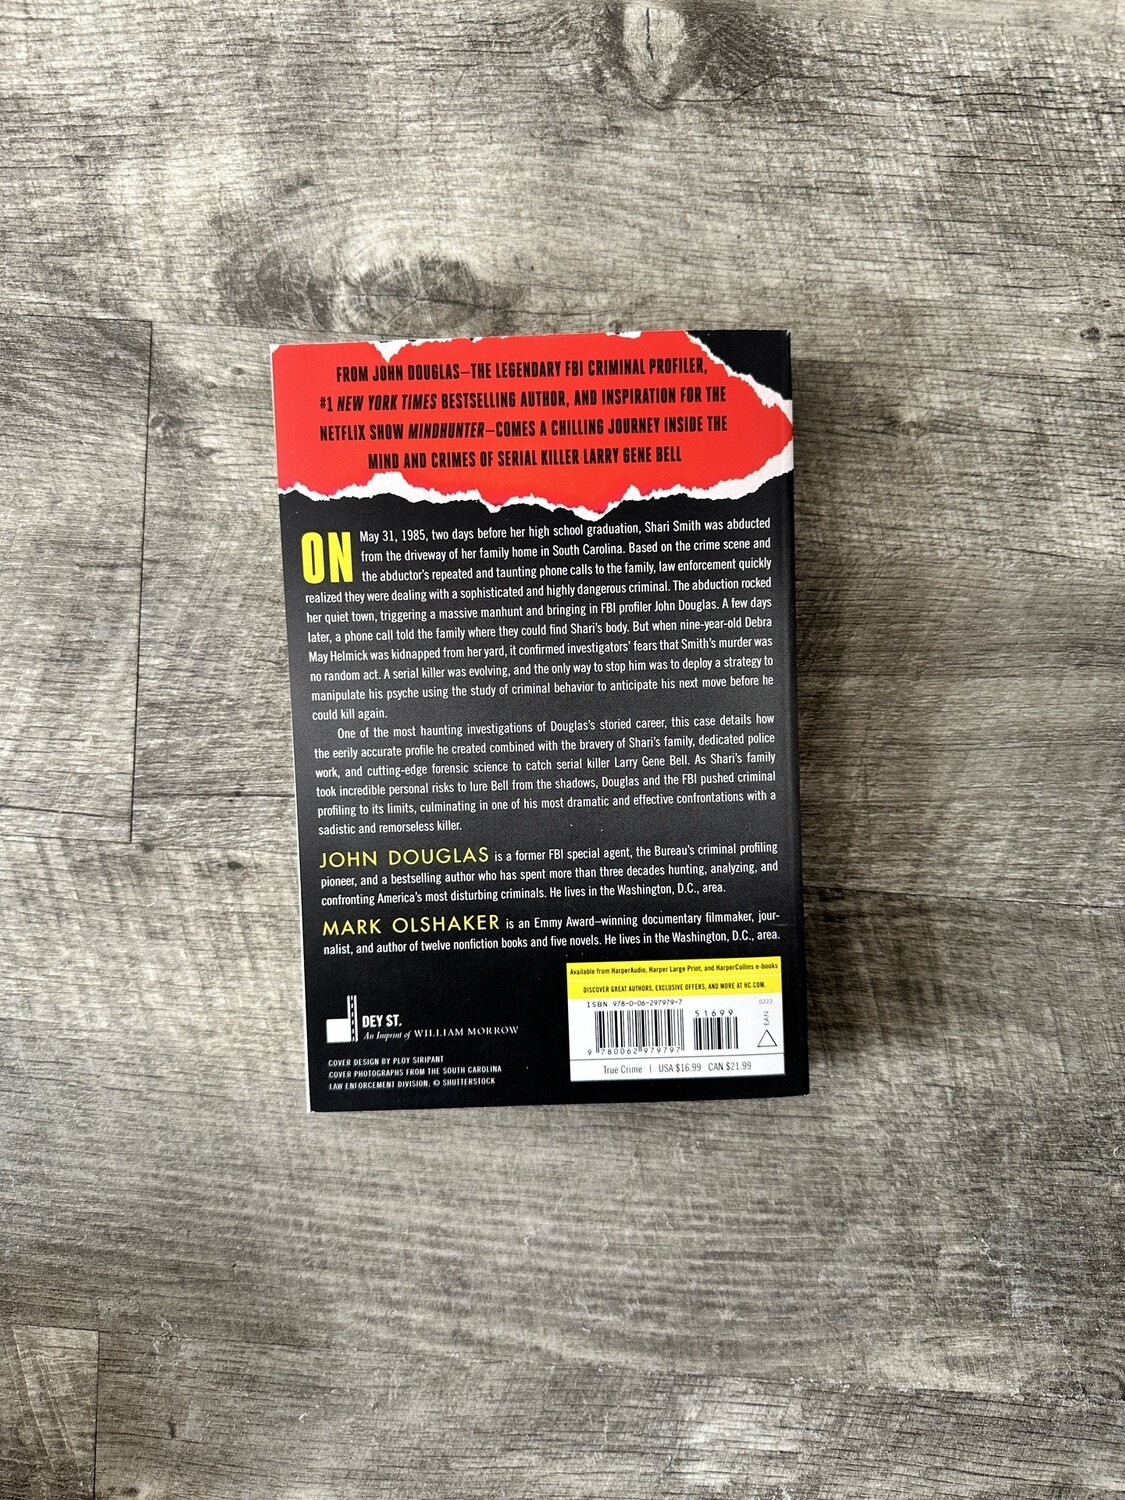 FROM JOHN DOUGLAS—THE LEGENDARY FBI CRIMINAL PROFILER,
#1 NEW YORK TIMES BESTSELLING AUTHOR, AND INSPIRATION FOR THE
NETFLIX SHOW MINDHUNTER—COMES A CHILLING JOURNEY INSIDE THE
MIND AND CRIMES OF SERIAL KILLER LARRY GENE BELL
ON May 31, 1985, two days before her high school graduation, Shari Smith was abducted
from the driveway of her family home in South Carolina. Based on the crime scene and
the abductor's repeated and taunting phone calls to the family, law enforcement quickly
realized they were dealing with a sophisticated and highly dangerous criminal. The abduction rocked
her quiet town, triggering a massive manhunt and bringing in FBI profiler John Douglas. A few days
later, a phone call told the family where they could find Shari's body. But when nine-year-old Debra
May Helmick was kidnapped from her yard, it confirmed investigators' fears that Smith's murder was
no random act. A serial killer was evolving, and the only way to stop him was to deploy a strategy to
manipulate his psyche using the study of criminal behavior to anticipate his next move before he
could kill again.
One of the most haunting investigations of Douglas's storied career, this case details how
the eerily accurate profile he created combined with the bravery of Shari's family, dedicated police
work, and cutting-edge forensic science to catch serial killer Larry Gene Bell. As Shari's family
took incredible personal risks to lure Bell from the shadows, Douglas and the FBI pushed criminal
profiling to its limits, culminating in one of his most dramatic and effective confrontations with a
sadistic and remorseless killer.
JOHN DOUGLAS is a former FBI special agent, the Bureau's criminal profiling
pioneer, and a bestselling author who has spent more than three decades hunting, analyzing, and
confronting America's most disturbing criminals. He lives in the Washington, D.C., area.
MARK OLSHAKER is an Emmy Award–winning documentary filmmaker, jour-
nalist, and author of twelve nonfiction books and five novels. He lives in the Washington, D.C., area.
Available from HarperAudio, Harper Large Print, and HarperCollins e-books
DISCOVER GREAT AUTHORS, EXCLUSIVE OFFERS, AND MORE AT HC.COM.
ISBN 978-0-06-297979-7
0222
51699
EAN
9 780062 979797
True Crime | USA $16.99 CAN $21.99
DEY ST.
An Imprint of WILLIAM MORROW
COVER DESIGN BY PLOY SIRIPANT
COVER PHOTOGRAPHS FROM THE SOUTH CAROLINA
LAW ENFORCEMENT DIVISION; © SHUTTERSTOCK